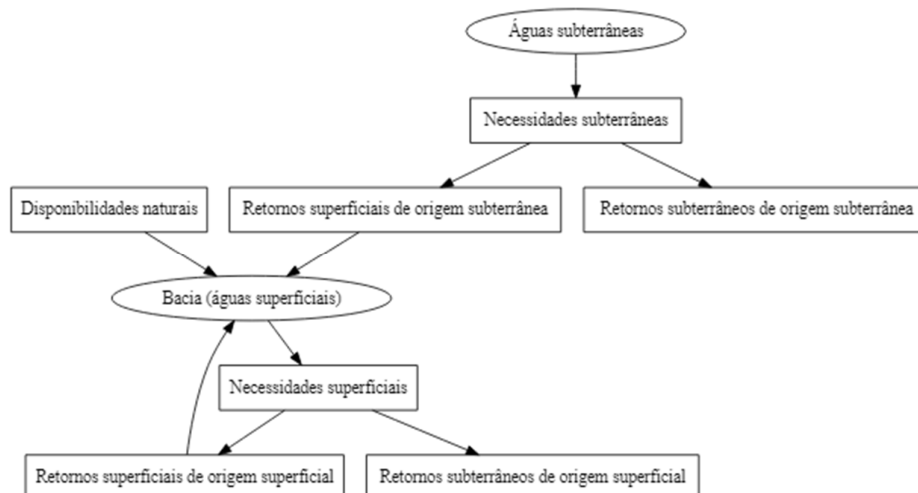 Águas subterrâneas
Necessidades subterrâneas
Disponibilidades naturais
Retornos superficiais de origem subterrânea
Retornos subterrâneos de origem subterrânea
Bacia (águas superficiais)
Necessidades superficiais
Retornos superficiais de origem superficial
Retornos subterrâneos de origem superficial